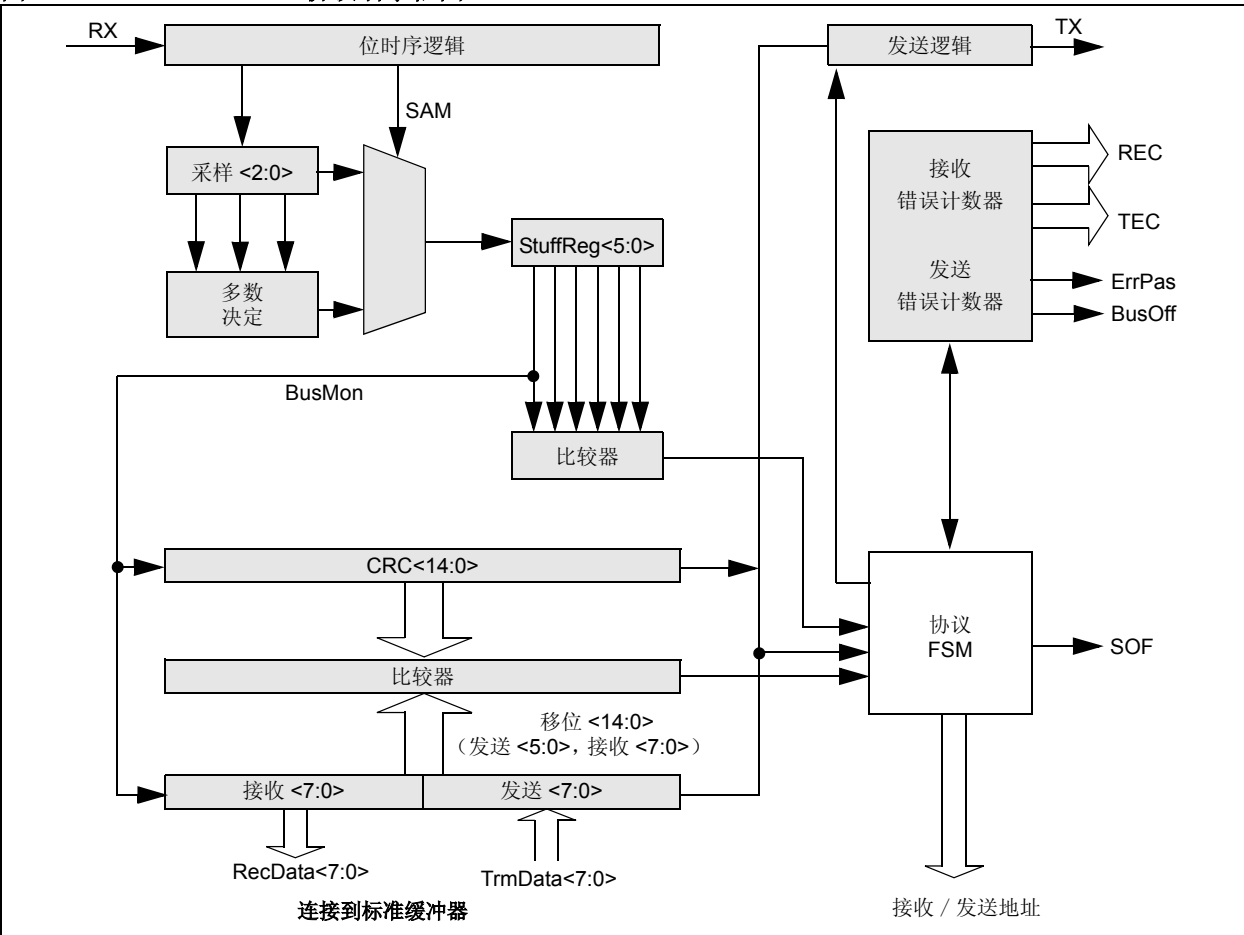 RX
位时序逻辑
发送逻辑
TX
SAM
采样 <2:0>
多数
决定
StuffReg<5:0>
接收
错误计数器
发送
错误计数器
REC
TEC
ErrPas
BusOff
BusMon
比较器
CRC<14:0>
协议
FSM
SOF
比较器
移位 <14:0>
（发送 <5:0>, 接收 <7:0>）
接收 <7:0>
发送 <7:0>
RecData<7:0>
TrmData<7:0>
连接到标准缓冲器
接收 / 发送地址